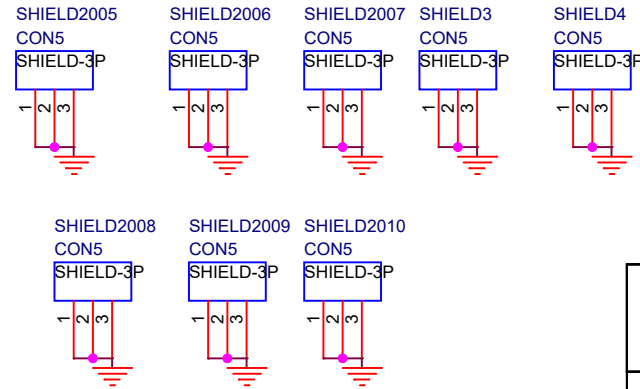 SHIELD2005 SHIELD2006 SHIELD2007 SHIELD3 SHIELD4
CON5 CON5 CON5 CON5 CON5
SHIELD-3P SHIELD-3P SHIELD-3P SHIELD-3P SHIELD-3P
1 2 3 1 2 3 1 2 3 1 2 3 1 2 3
SHIELD2008 SHIELD2009 SHIELD2010
CON5 CON5 CON5
SHIELD-3P SHIELD-3P SHIELD-3P
1 2 3 1 2 3 1 2 3